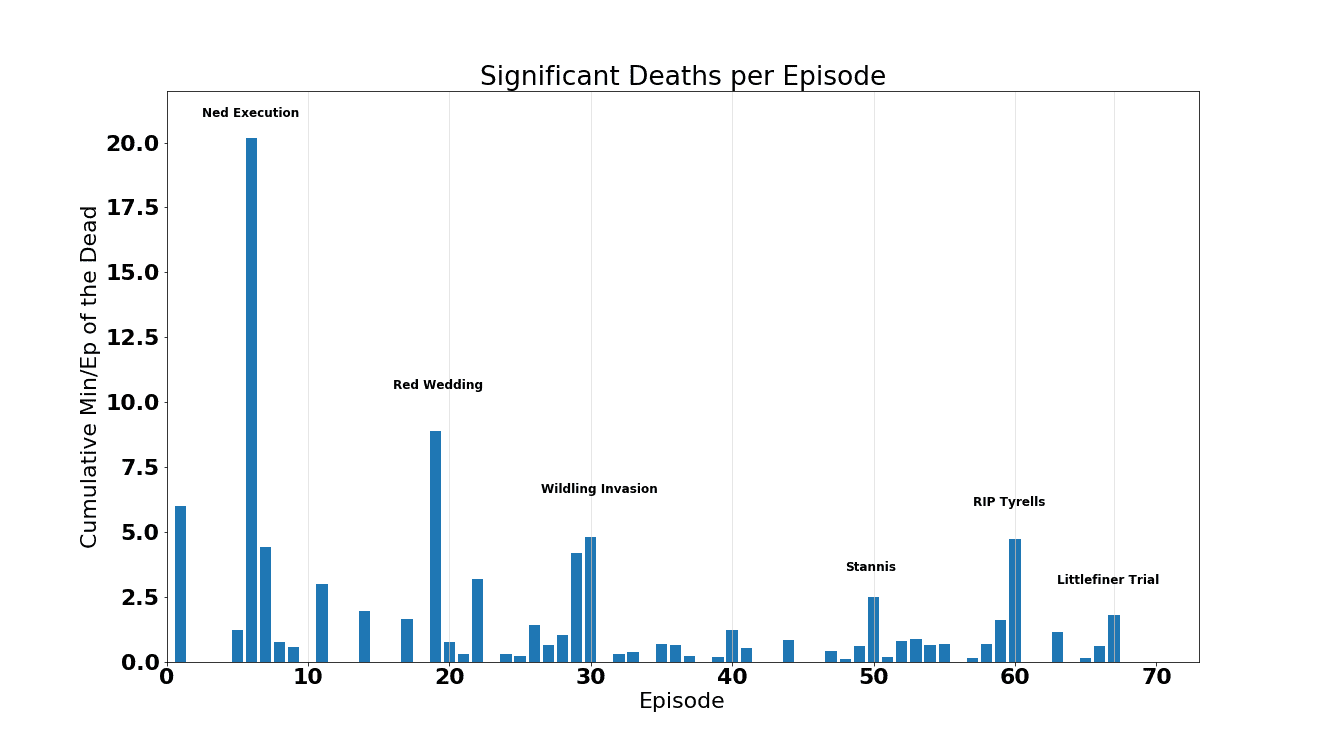 Significant Deaths per Episode
Ned Execution
20.0
17.5
15.0
12.5
Red Wedding
10.0
7.5
Wildling Invasion
RIP Tyrells
5.0
Stannis
Littlefiner Trial
2.5
0.0
Cumulative Min/Ep of the Dead
0 10 20 30 40 50 60 70
Episode